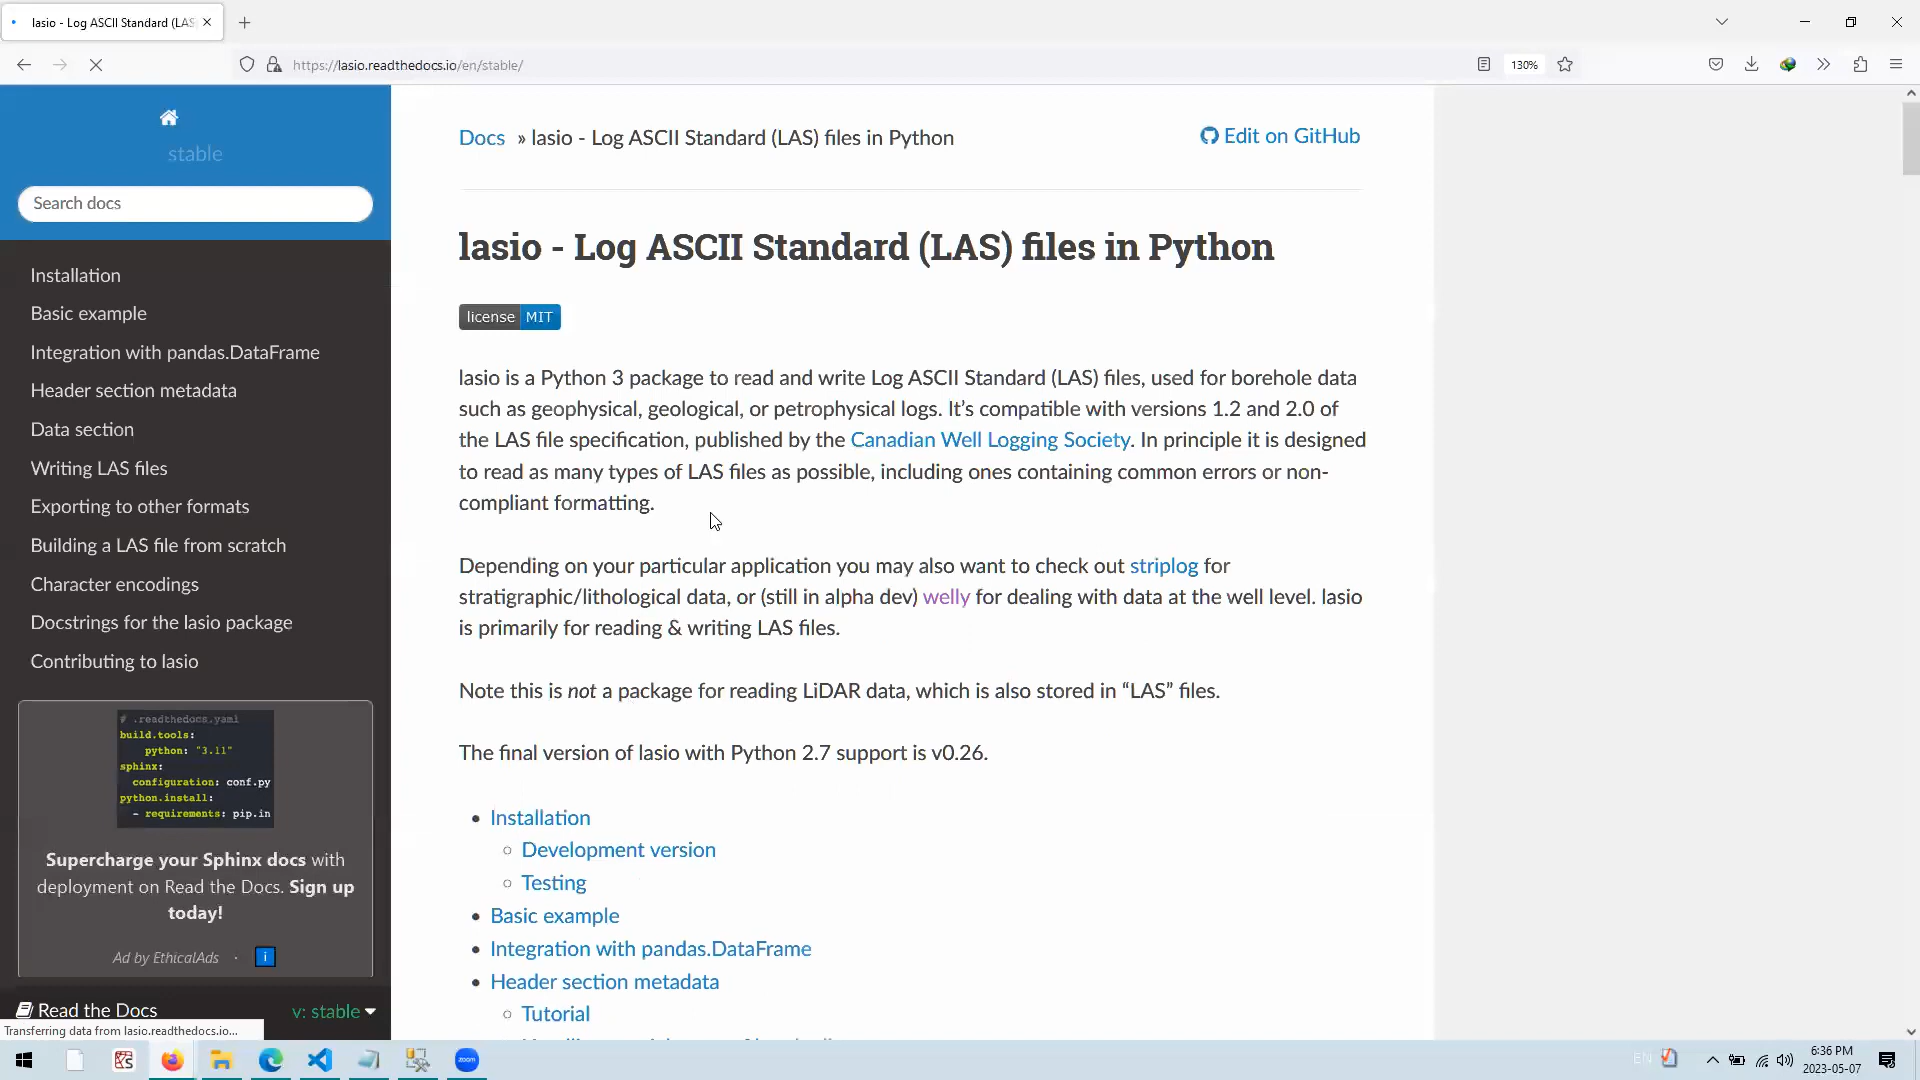 lasio - Log ASCII Standard (LAS
https://lasio.readthedocs.io/en/stable/
130%
stable
Search docs
Installation
Basic example
Integration with pandas.DataFrame
Header section metadata
Data section
Writing LAS files
Exporting to other formats
Building a LAS file from scratch
Character encodings
Docstrings for the lasio package
Contributing to lasio
# .readthedocs.yaml
build.tools:
python: "3.11"
sphinx:
configuration: conf.py
python.install:
- requirements: pip.in
Supercharge your Sphinx docs with
deployment on Read the Docs. Sign up
today!
Ad by EthicalAds ·
i
Read the Docs
v: stable
Transferring data from lasio.readthedocs.io...
Docs » lasio - Log ASCII Standard (LAS) files in Python
Edit on GitHub
lasio - Log ASCII Standard (LAS) files in Python
license MIT
lasio is a Python 3 package to read and write Log ASCII Standard (LAS) files, used for borehole data
such as geophysical, geological, or petrophysical logs. It’s compatible with versions 1.2 and 2.0 of
the LAS file specification, published by the Canadian Well Logging Society. In principle it is designed
to read as many types of LAS files as possible, including ones containing common errors or non-
compliant formatting.
Depending on your particular application you may also want to check out striplog for
stratigraphic/lithological data, or (still in alpha dev) welly for dealing with data at the well level. lasio
is primarily for reading & writing LAS files.
Note this is not a package for reading LiDAR data, which is also stored in “LAS” files.
The final version of lasio with Python 2.7 support is v0.26.
Installation
Development version
Testing
Basic example
Integration with pandas.DataFrame
Header section metadata
Tutorial
zoom
EN
6:36 PM
2023-05-07